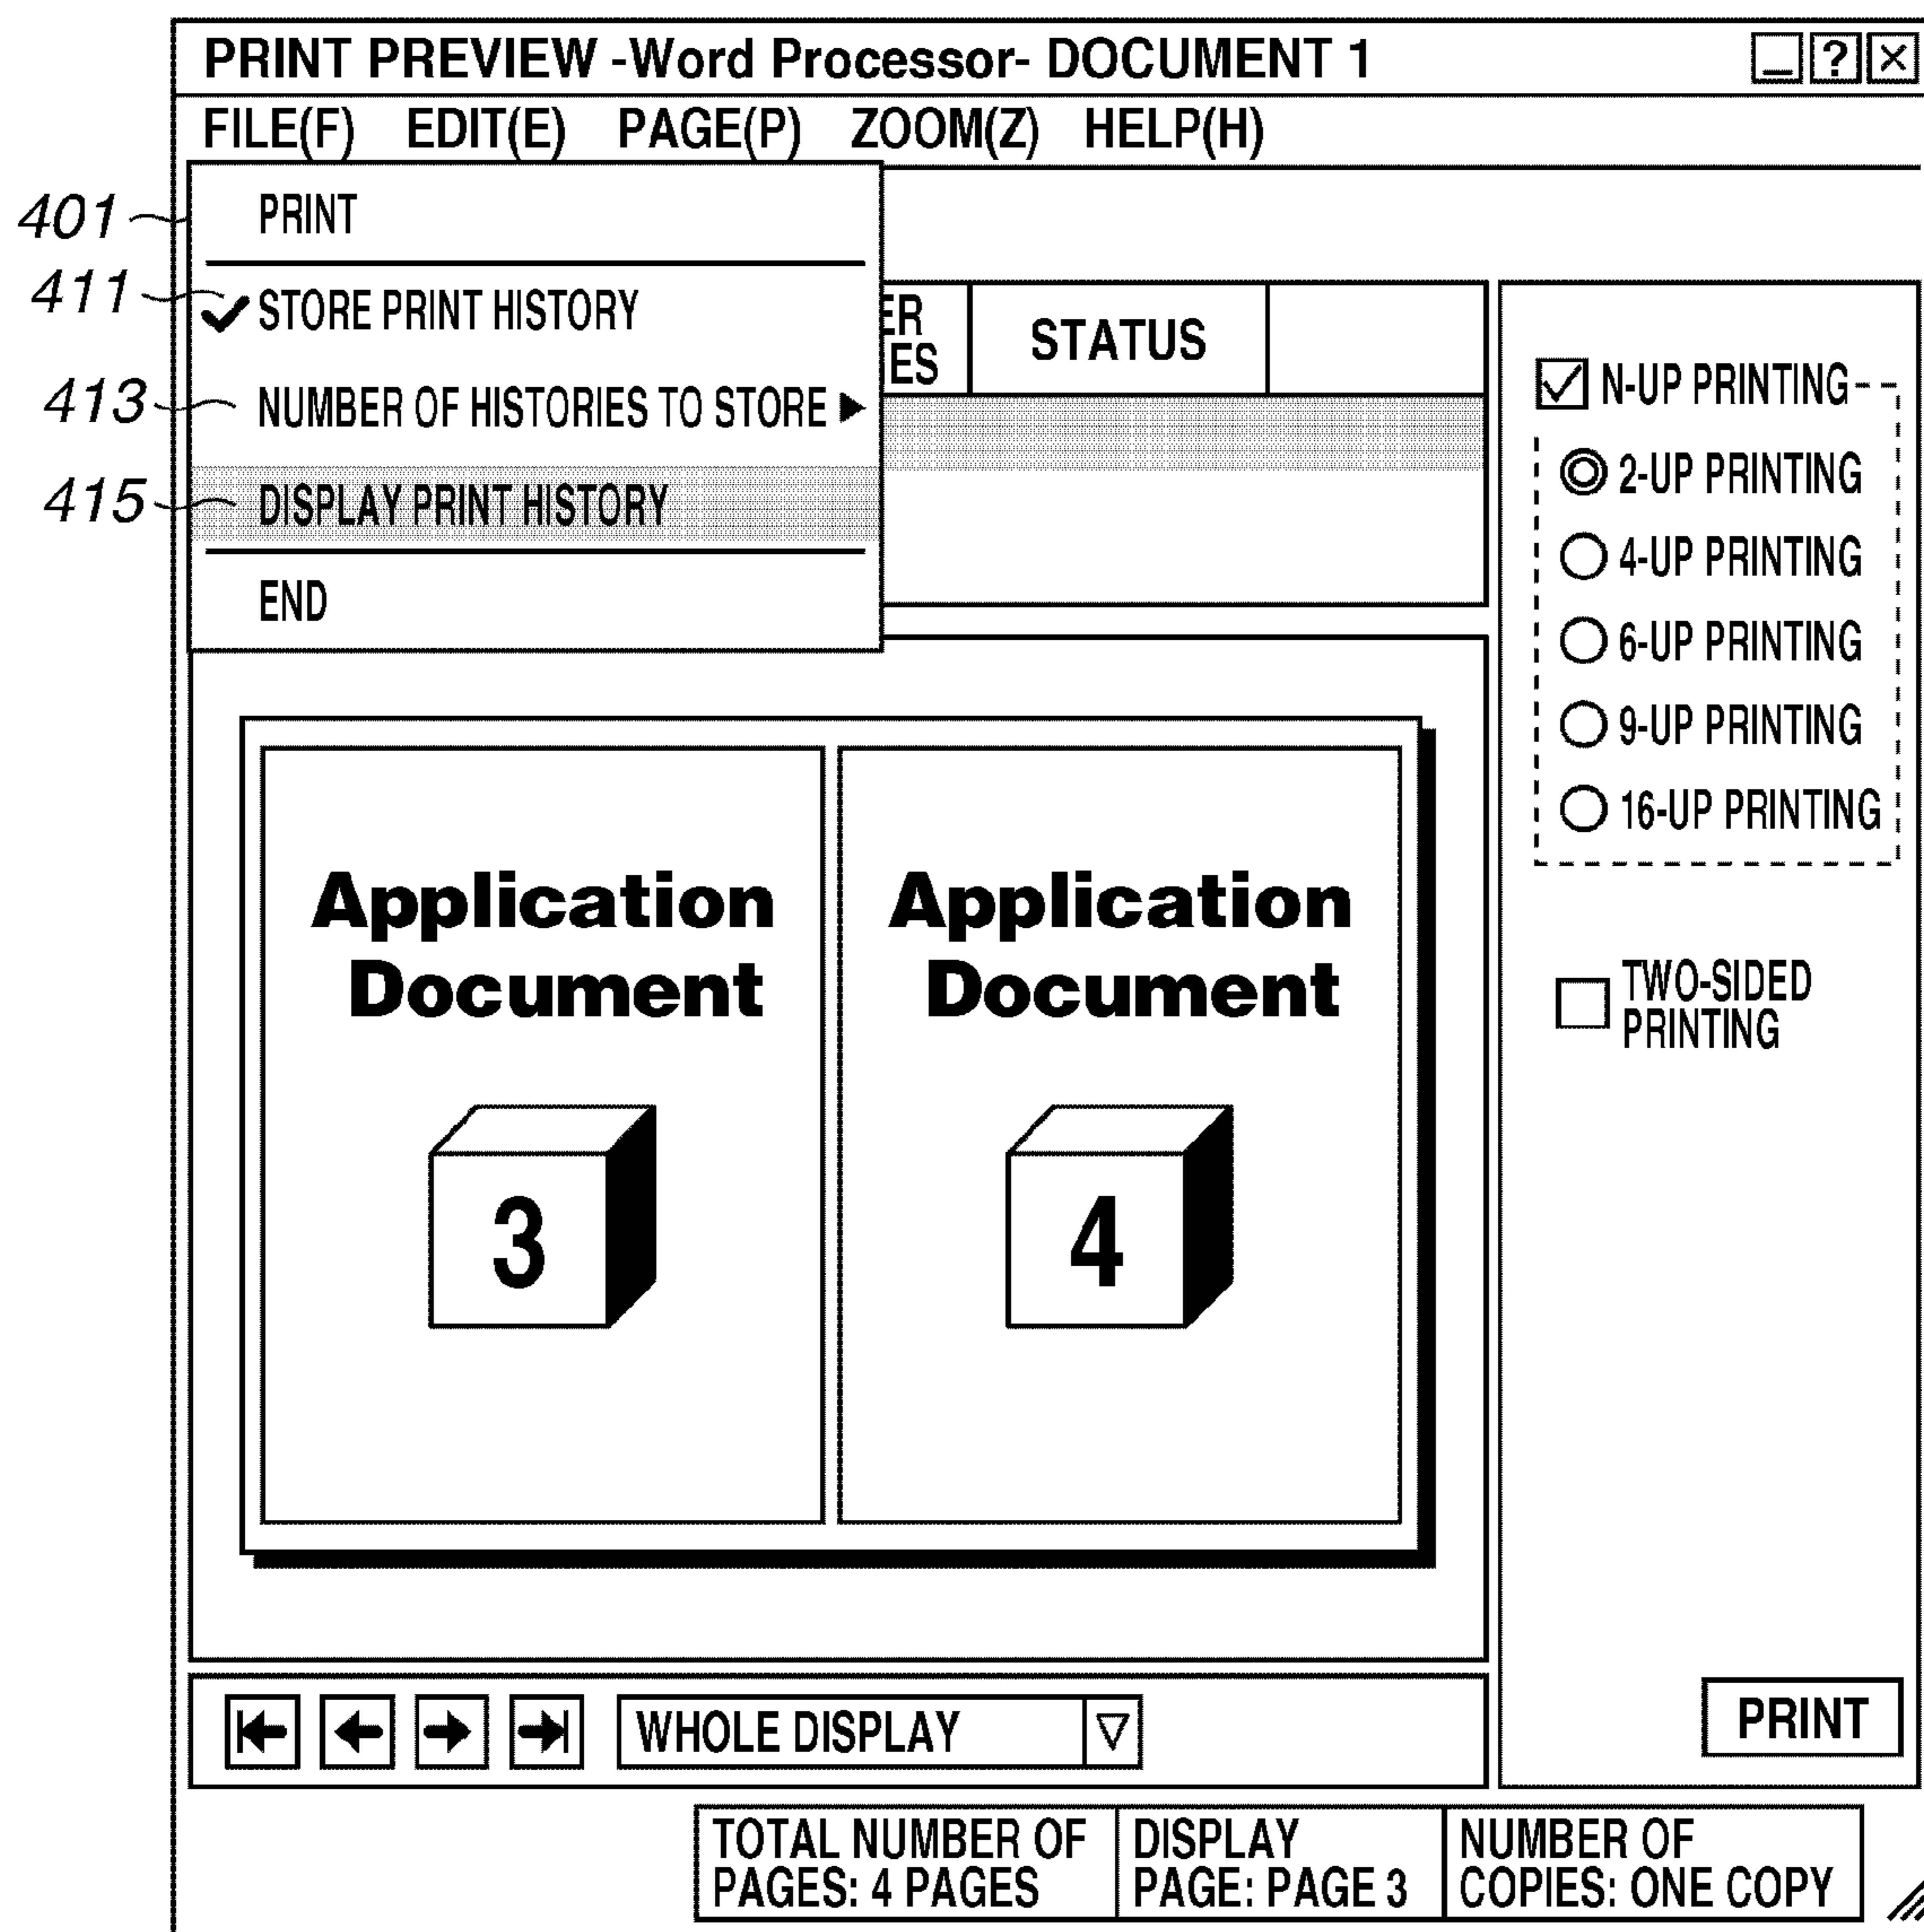 PRINT PREVIEW -Word Processor- DOCUMENT 1
FILE(F) EDIT(E) PAGE(P) ZOOM(Z) HELP(H)
401 PRINT
411 STORE PRINT HISTORY
413 NUMBER OF HISTORIES TO STORE
415 DISPLAY PRINT HISTORY
END
STATUS
N-UP PRINTING
2-UP PRINTING
4-UP PRINTING
6-UP PRINTING
9-UP PRINTING
16-UP PRINTING
TWO-SIDED
PRINTING
Application
Document
3
Application
Document
4
WHOLE DISPLAY
PRINT
TOTAL NUMBER OF
PAGES: 4 PAGES
DISPLAY
PAGE: PAGE 3
NUMBER OF
COPIES: ONE COPY